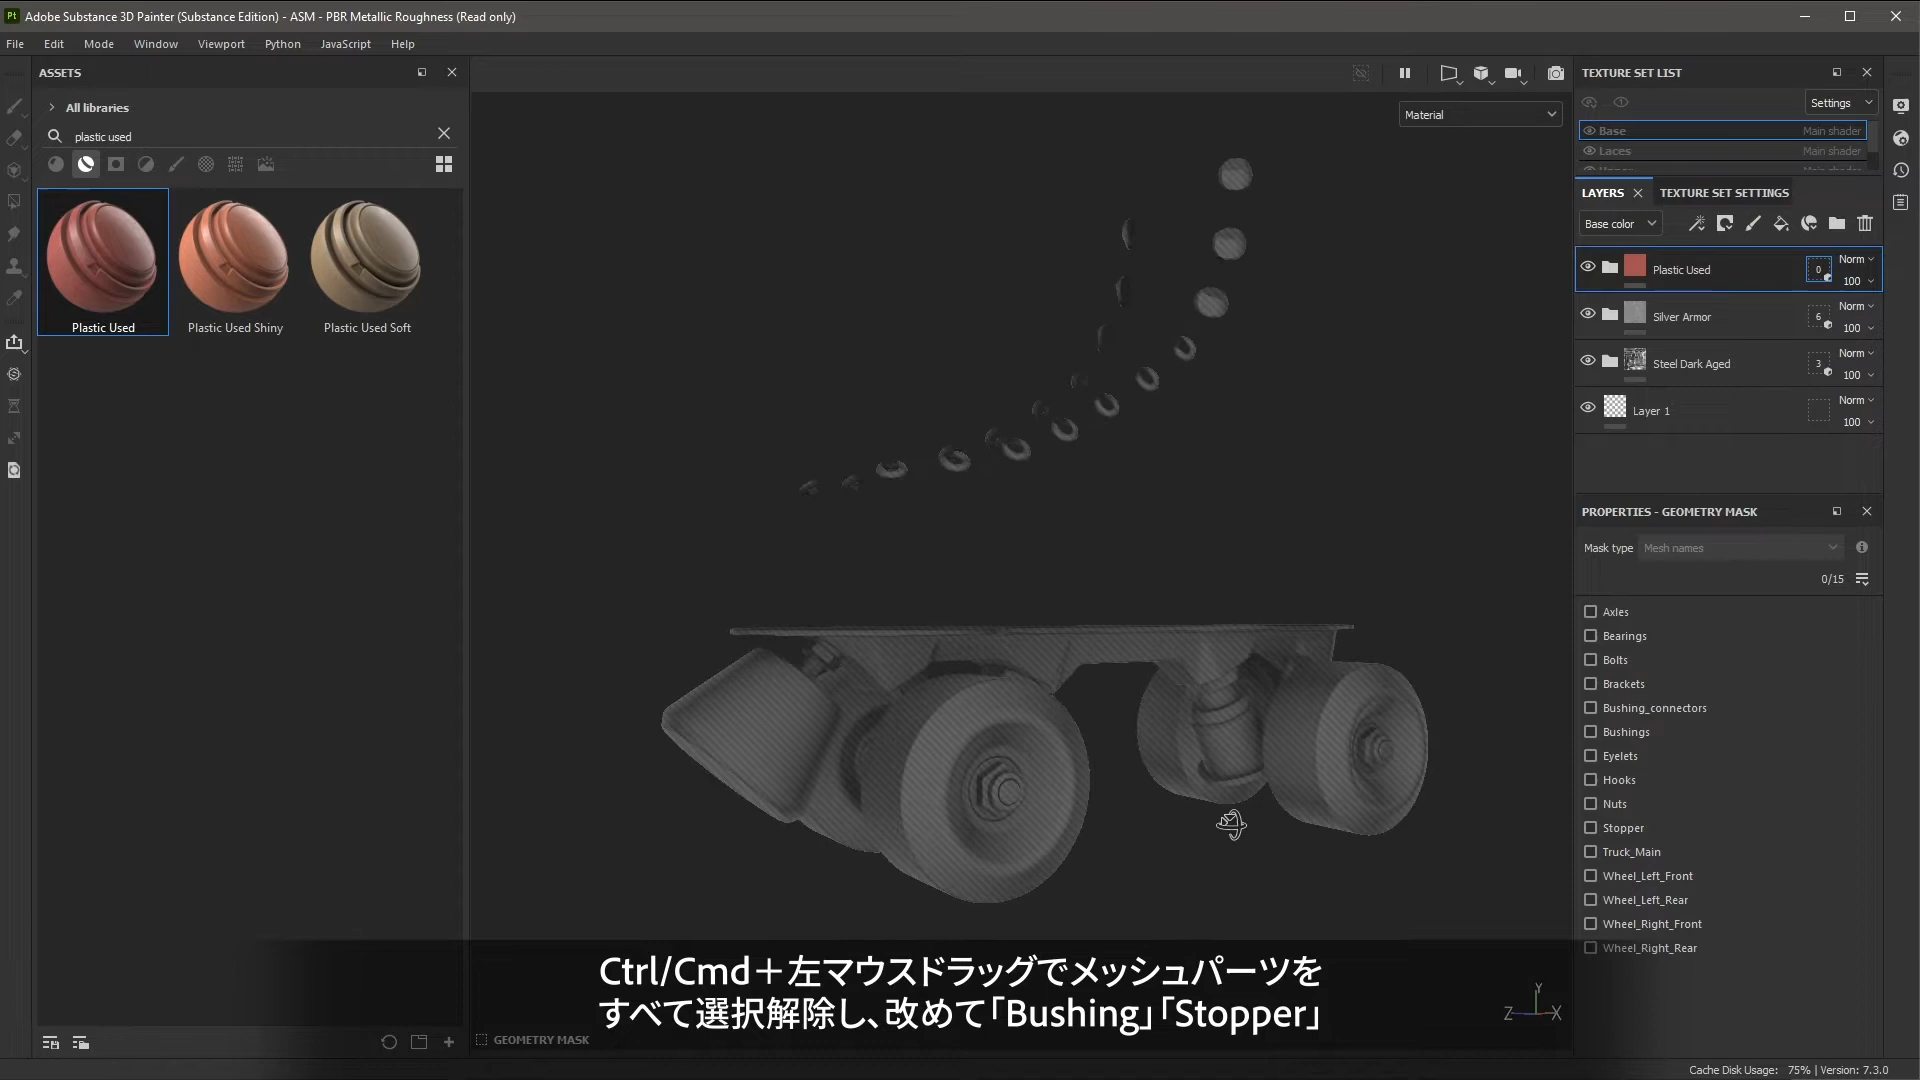 Adobe Substance 3D Painter (Substance Edition) - ASM - PBR Metallic Roughness (Read only)
File Edit Mode Window Viewport Python JavaScript Help
ASSETS
All libraries
plastic used
Plastic Used
Plastic Used Shiny
Plastic Used Soft
Material
TEXTURE SET LIST
Settings
Base Main shader
Laces Main shader
LAYERS
TEXTURE SET SETTINGS
Base color
Plastic Used 0 Norm 100
Silver Armor 6 Norm 100
Steel Dark Aged 3 Norm 100
Layer 1 Norm 100
PROPERTIES - GEOMETRY MASK
Mask type Mesh names
0/15
Axles
Bearings
Bolts
Brackets
Bushing_connectors
Bushings
Eyelets
Hooks
Nuts
Stopper
Truck_Main
Wheel_Left_Front
Wheel_Left_Rear
Wheel_Right_Front
Wheel_Right_Rear
Ctrl/Cmd＋左マウスドラッグでメッシュパーツを
すべて選択解除し、改めて「Bushing」「Stopper」
Y
Z X
GEOMETRY MASK
Cache Disk Usage: 75% | Version: 7.3.0